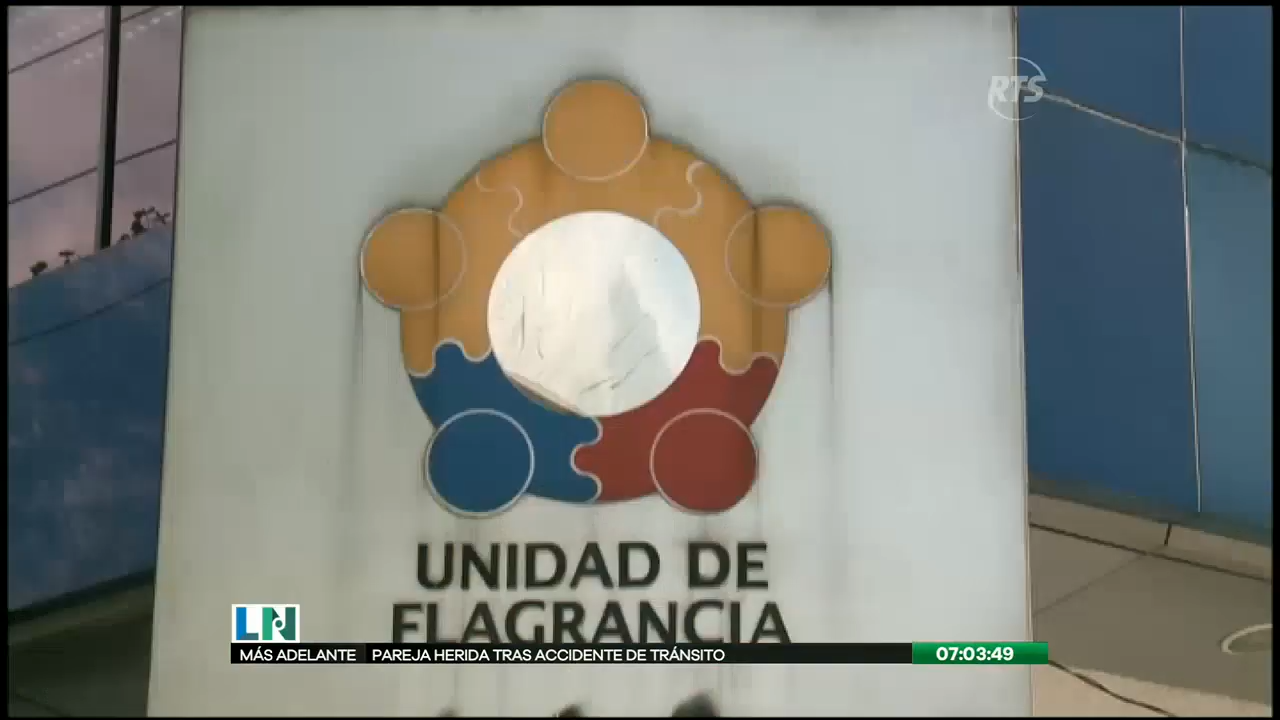 RTS
UNIDAD DE
FLAGRANCIA
LN
MÁS ADELANTE PAREJA HERIDA TRAS ACCIDENTE DE TRÁNSITO 07:03:49